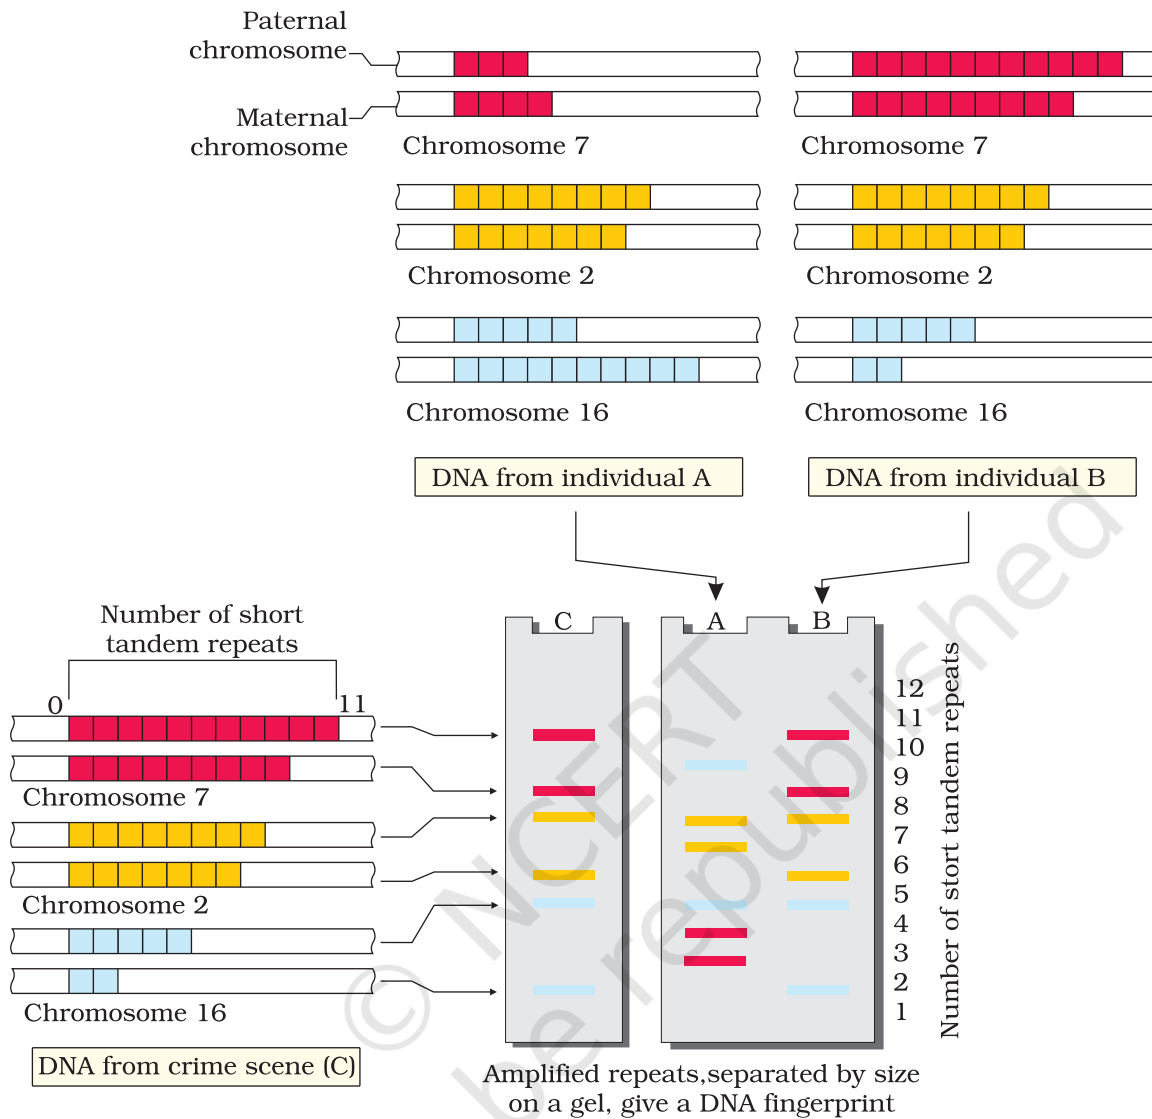 Paternal
chromosome
Maternal
chromosome
Chromosome 7
Chromosome 7
Chromosome 2
Chromosome 2
Chromosome 16
Chromosome 16
DNA from individual A
DNA from individual B
Number of short
tandem repeats
0
11
Chromosome 7
Chromosome 2
Chromosome 16
DNA from crime scene (C)
C
A
B
12
11
10
9
8
7
6
5
4
3
2
1
Number of stort tandem repeats
Amplified repeats,separated by size
on a gel, give a DNA fingerprint
© NCERT
be republished